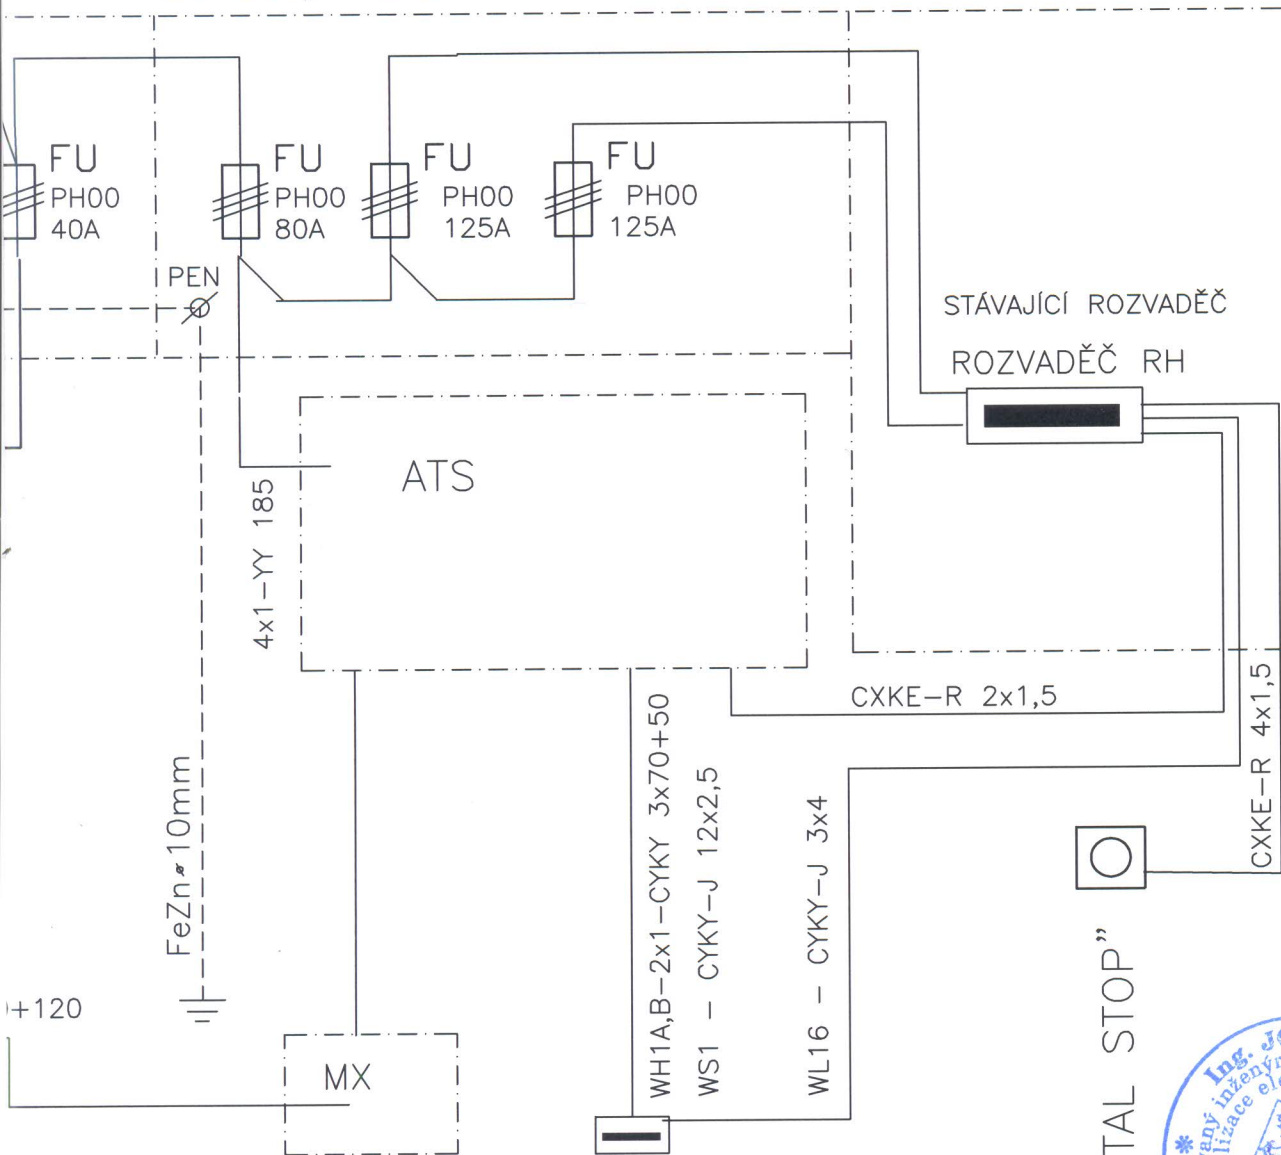 FU
PH00
40A
FU
PH00
80A
FU
PH00
125A
FU
PH00
125A
PEN
STÁVAJÍCÍ ROZVADĚČ
ROZVADĚČ RH
ATS
4x1-YY 185
CXKE-R 2x1,5
CXKE-R 4x1,5
WH1A,B-2x1-CYKY 3x70+50
WS1 - CYKY-J 12x2,5
WL16 - CYKY-J 3x4
FeZnø10mm
+120
MX
TAL STOP”
Ing.